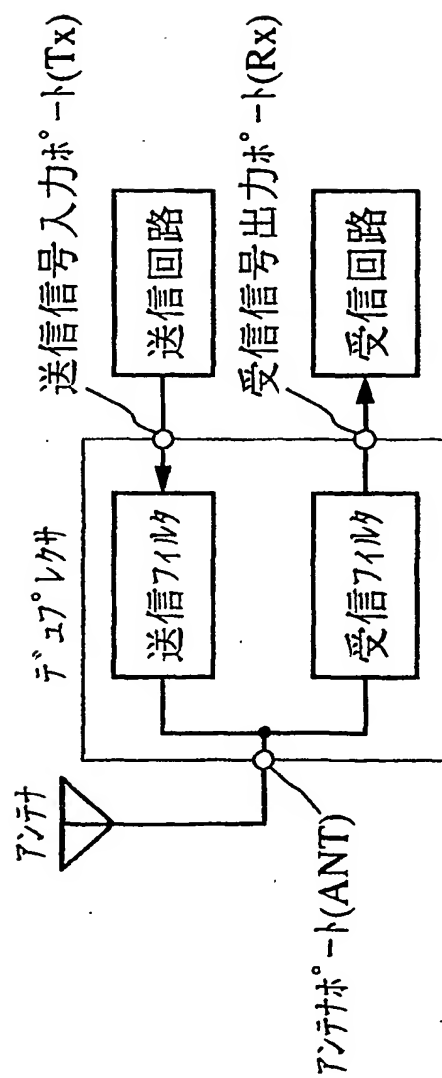 アンテナ
デュプレクサ
送信信号入力ポート(Tx)
送信フィルタ
送信回路
受信信号出力ポート(Rx)
受信フィルタ
受信回路
アンテナポート(ANT)